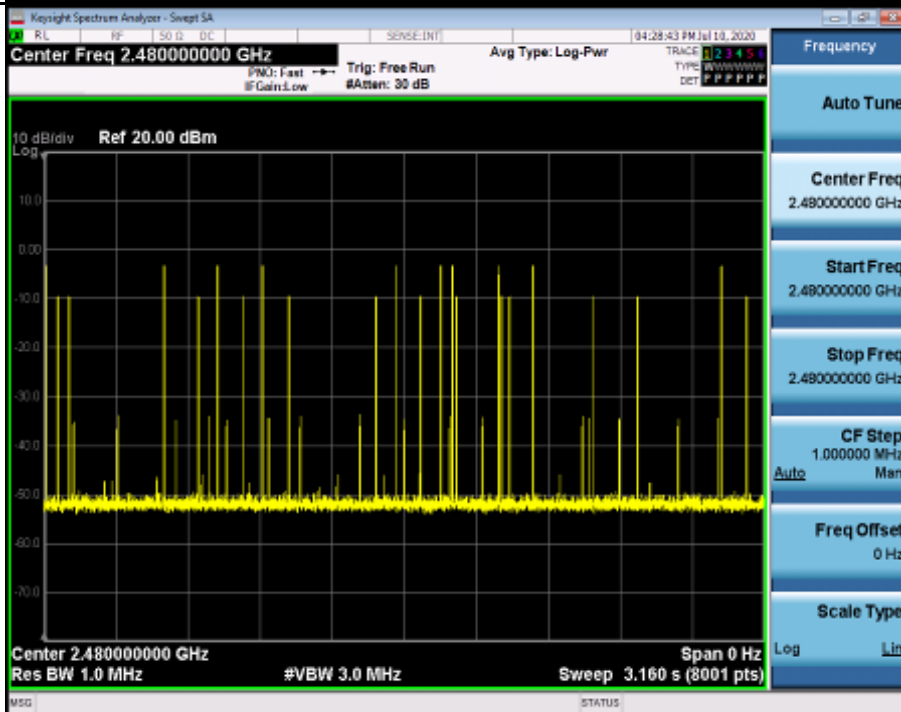 Keysight Spectrum Analyzer - Swept SA
RL RF 50 Ω DC SENSE:INT 04:28:43 PM Jul 10, 2020
Center Freq 2.480000000 GHz
PNO: Fast
IFGain:Low
Trig: Free Run
#Atten: 30 dB
Avg Type: Log-Pwr
TRACE 1 2 3 4 5 6
TYPE WWWWWW
DET P P P P P P
10 dB/div
Log
Ref 20.00 dBm
10.0
0.00
-10.0
-20.0
-30.0
-40.0
-50.0
-60.0
-70.0
Center 2.480000000 GHz
Span 0 Hz
Res BW 1.0 MHz
#VBW 3.0 MHz
Sweep 3.160 s (8001 pts)
MSG
STATUS
Frequency
Auto Tune
Center Freq
2.480000000 GHz
Start Freq
2.480000000 GHz
Stop Freq
2.480000000 GHz
CF Step
1.000000 MHz
Auto Man
Freq Offset
0 Hz
Scale Type
Log Lin